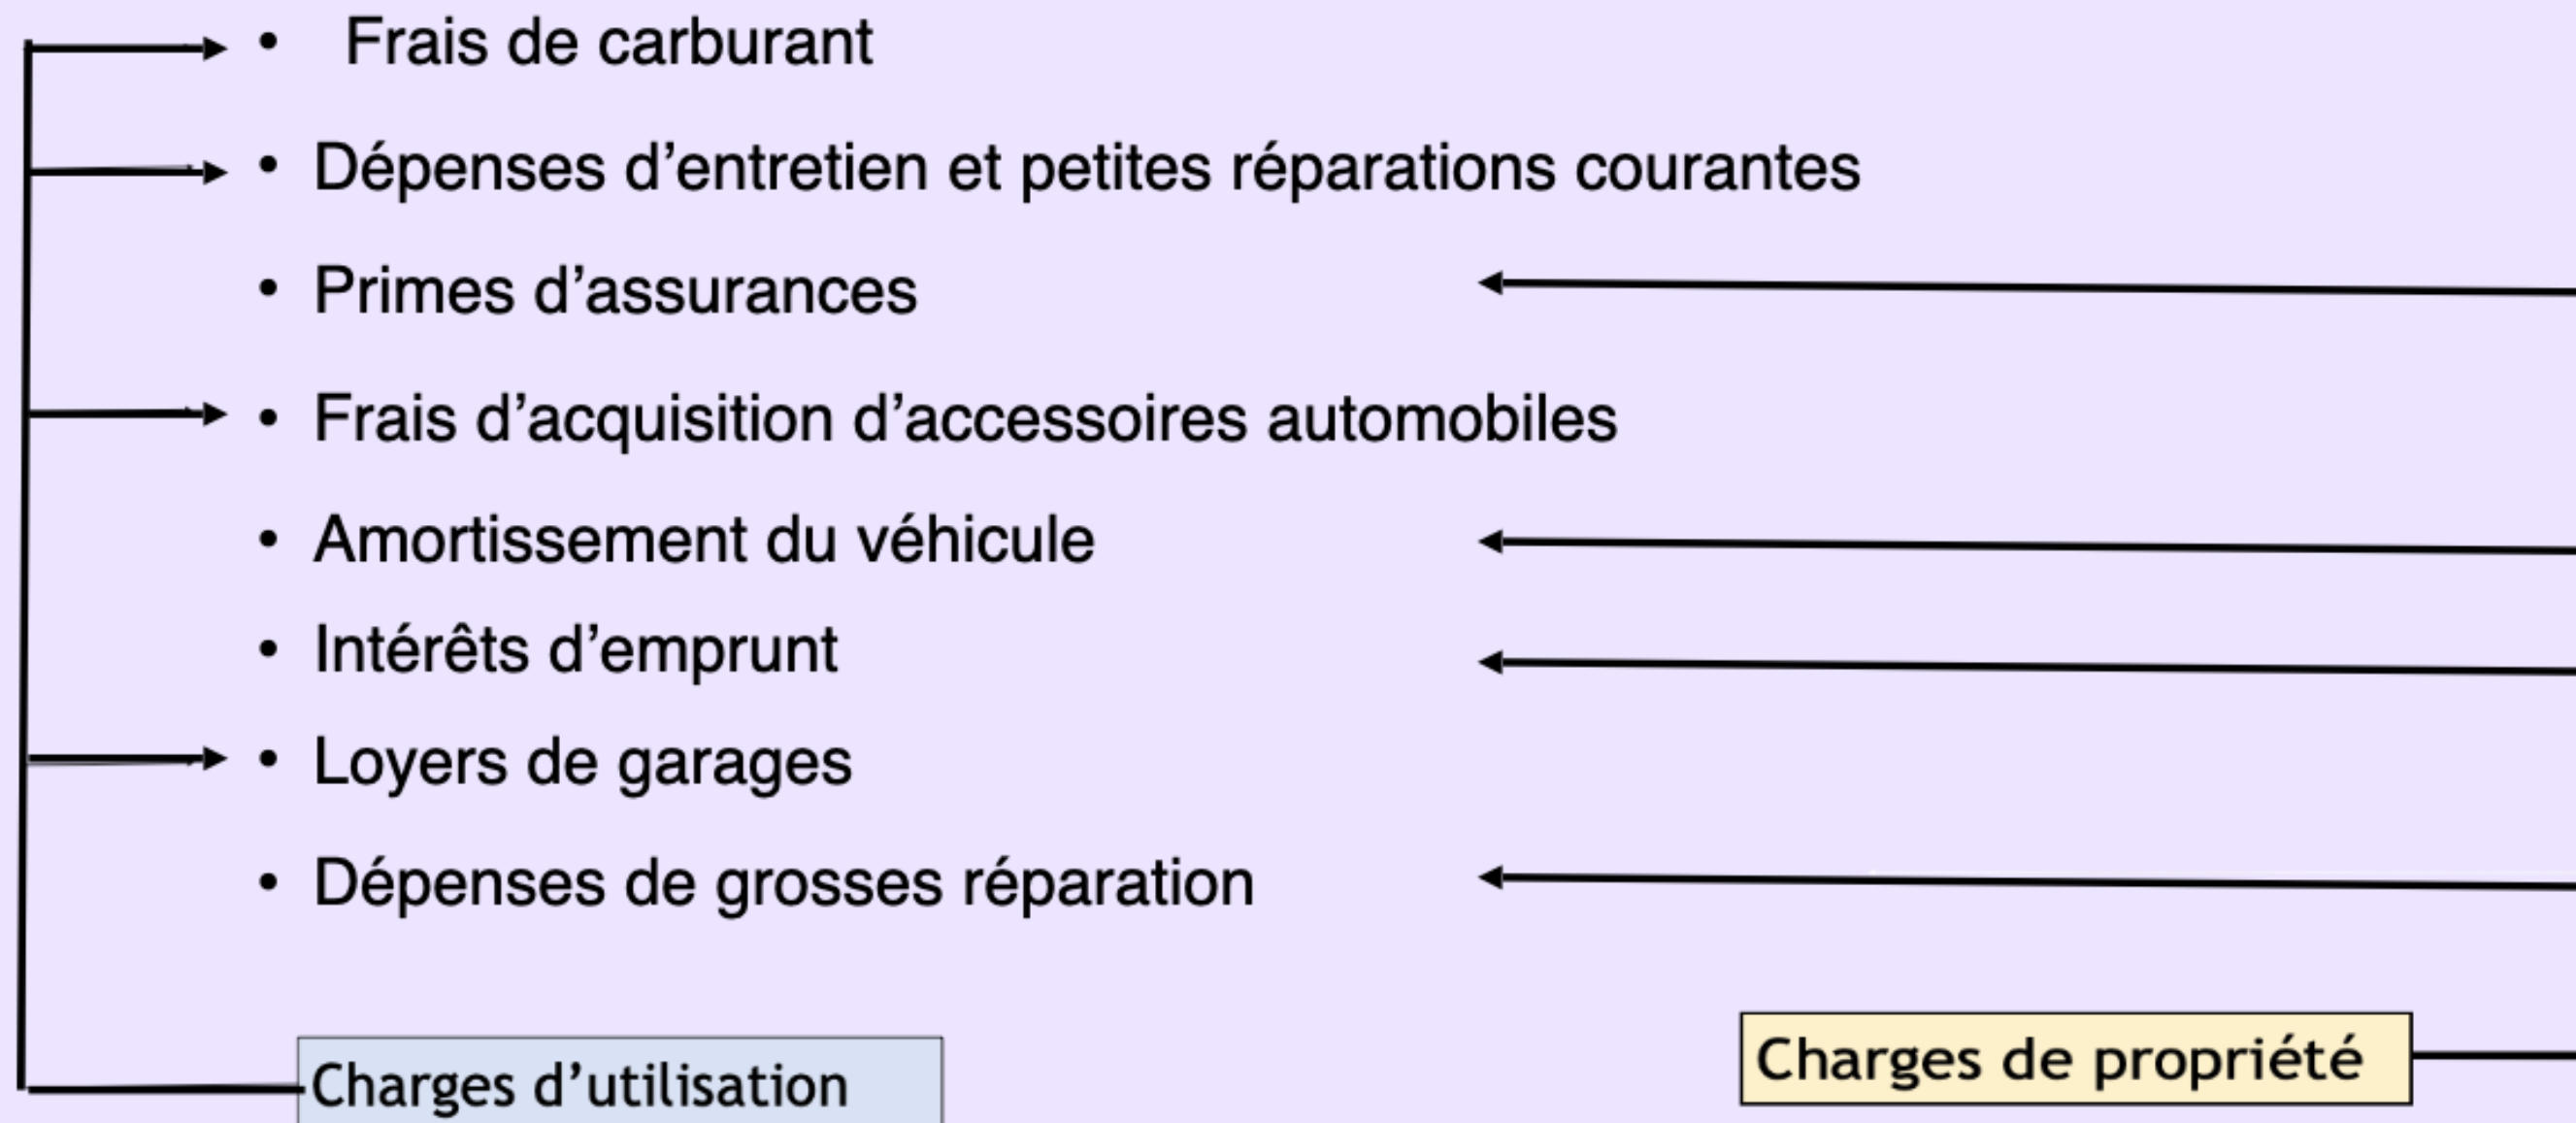 • Frais de carburant
• Dépenses d’entretien et petites réparations courantes
• Primes d’assurances
• Frais d’acquisition d’accessoires automobiles
• Amortissement du véhicule
• Intérêts d’emprunt
• Loyers de garages
• Dépenses de grosses réparation
Charges d’utilisation
Charges de propriété